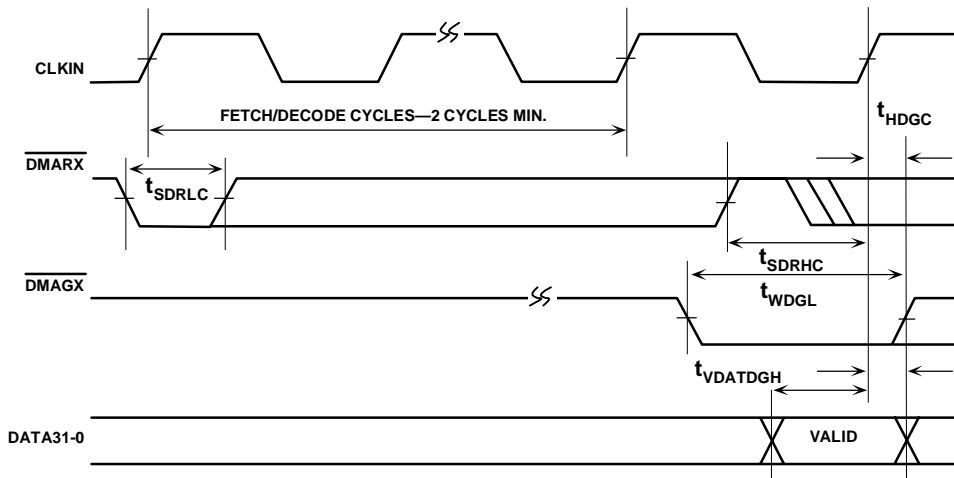 CLKIN
FETCH/DECODE CYCLES—2 CYCLES MIN.
tHDGC
DMARX
tSDRLC
tSDRHC
DMAGX
tWDGL
tVDATDGH
DATA31-0
VALID